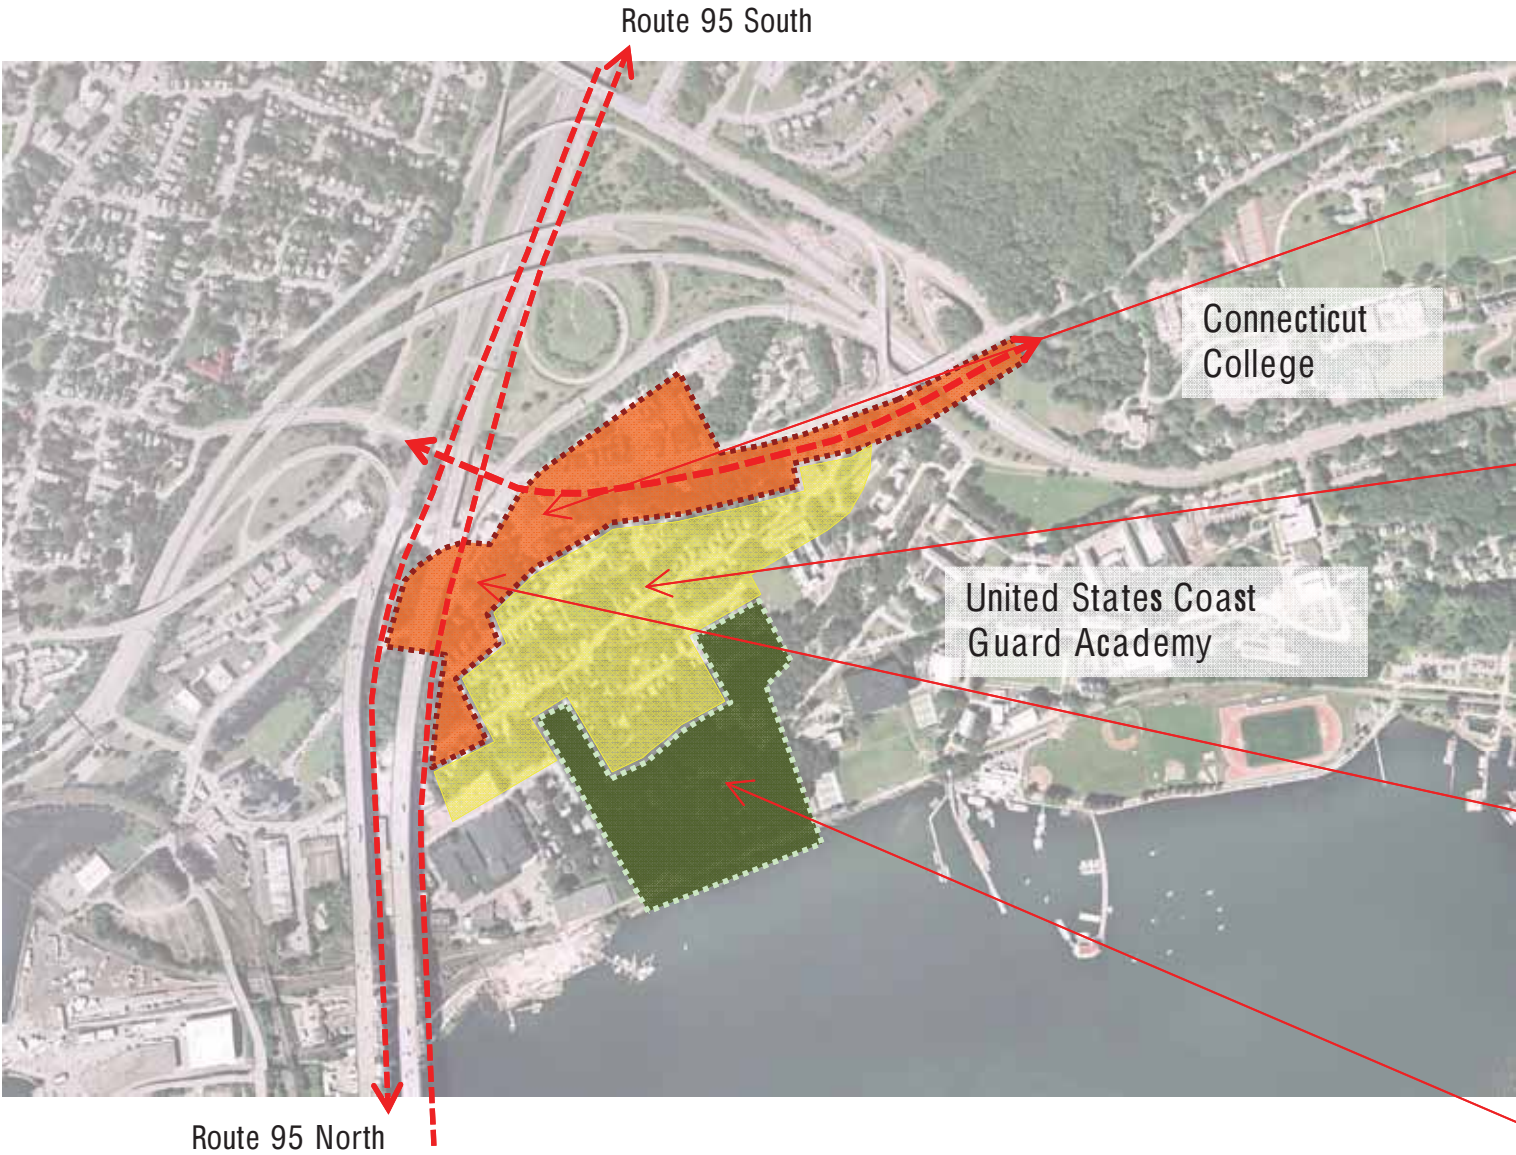 Route 95 South
Connecticut
College
United States Coast
Guard Academy
Route 95 North